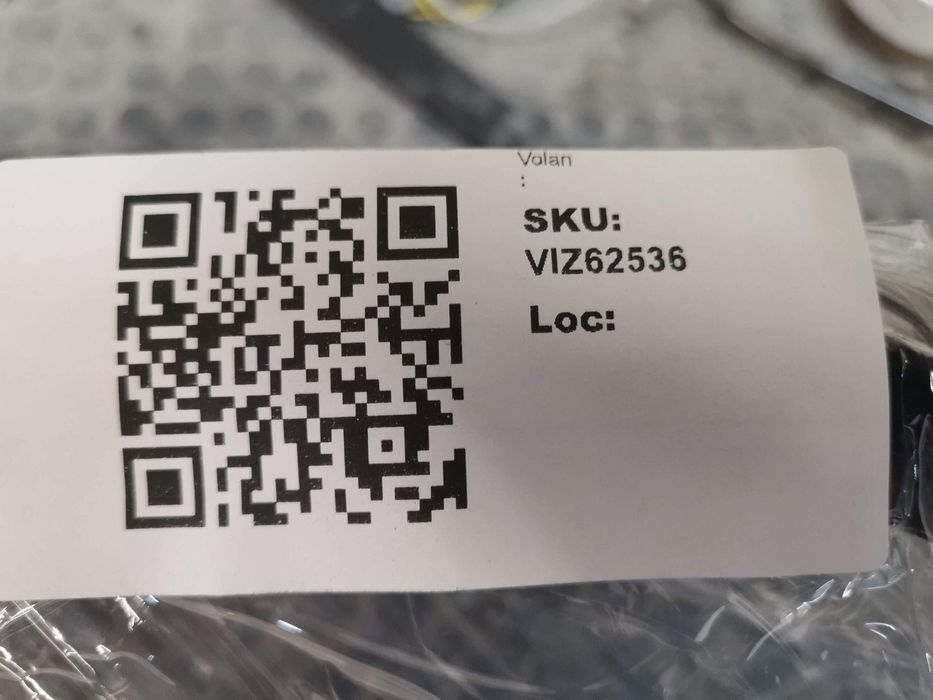 Volan
:
SKU:
VIZ62536
Loc: